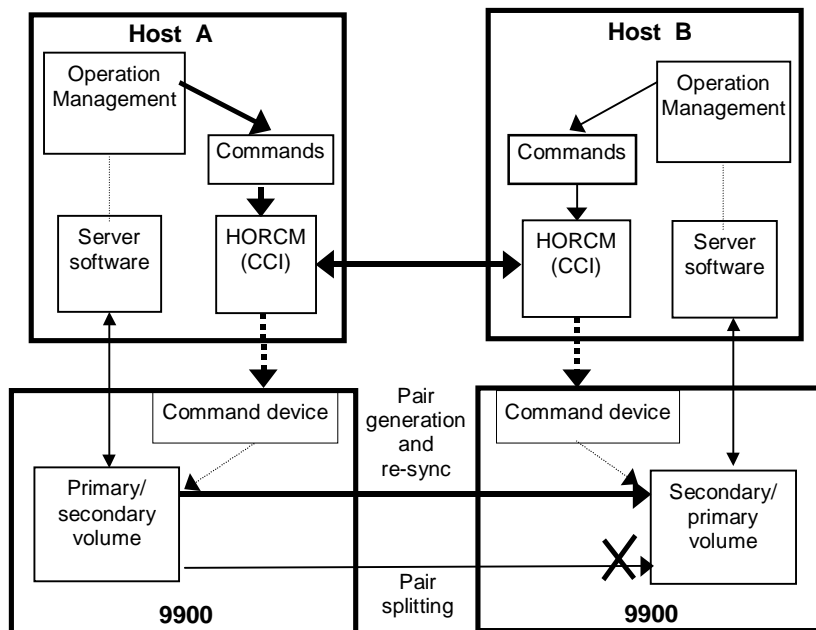 Host A
Operation
Management
Commands
HORCM
(CCI)
Server
software
Host B
Operation
Management
Commands
HORCM
(CCI)
Server
software
Command device
Pair
generation
and
re-sync
Command device
Primary/
secondary
volume
Secondary/
primary
volume
Pair
splitting
9900
9900